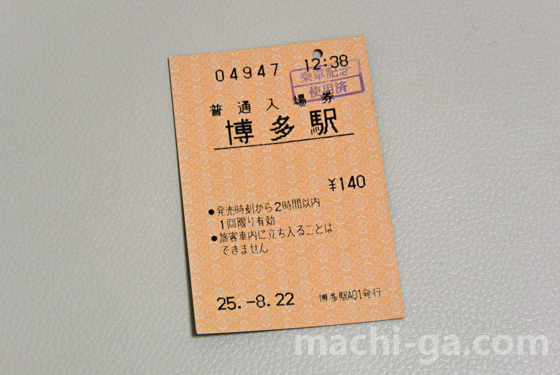 04947 12:38
乗車記念
使用済
普通入場券
博多駅
¥140
●発売時刻から2時間以内
1回限り有効
●旅客車内に立ち入ることは
できません
25.-8.22 博多駅A01発行
machi-ga.com